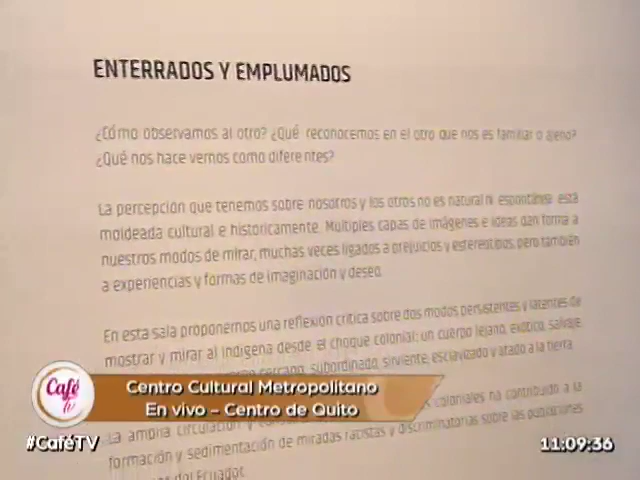 ENTERRADOS Y EMPLUMADOS
¿Cómo observamos al otro? ¿Qué reconocemos en el otro que nos es familiar o ajeno?
¿Qué nos hace vernos como diferentes?
La percepción que tenemos sobre nosotros y los otros no es natural ni espontánea: está
moldeada cultural e históricamente. Múltiples capas de imágenes e ideas dan forma a
nuestros modos de mirar, muchas veces ligados a prejuicios y estereotipos, pero también
a experiencias y formas de imaginación y deseo.
En esta sala proponemos una reflexión crítica sobre dos modos persistentes y latentes de
mostrar y mirar al indígena desde el choque colonial: un cuerpo lejano, exótico, salvaje
cercano, subordinado, sirviente, esclavizado y atado a la tierra.
La amplia circulación y coloniales ha contribuido a la
formación y sedimentación de miradas racistas y discriminatorias sobre las poblaciones
del Ecuador.
Café
tv
Centro Cultural Metropolitano
En vivo – Centro de Quito
#CaféTV
11:09:36